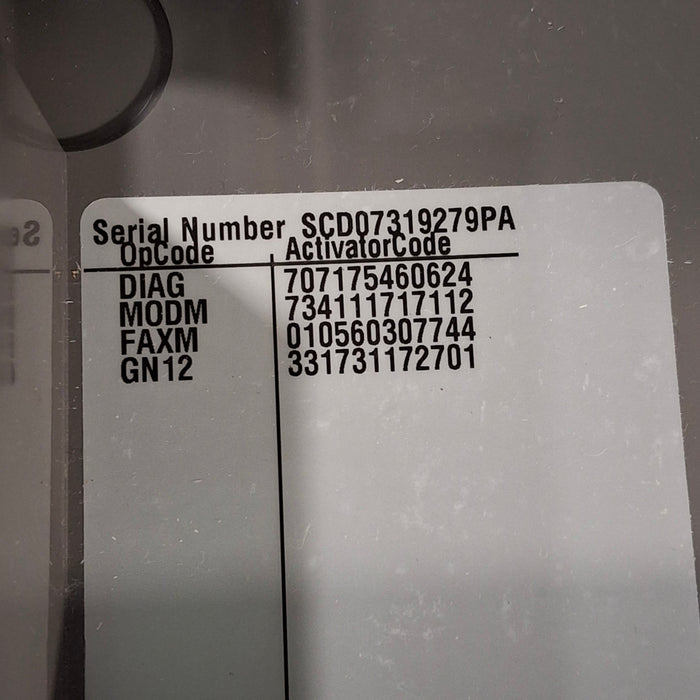 Serial Number SCD07319279PA
OpCode ActivatorCode
DIAG 707175460624
MODM 734111717112
FAXM 010560307744
GN12 331731172701